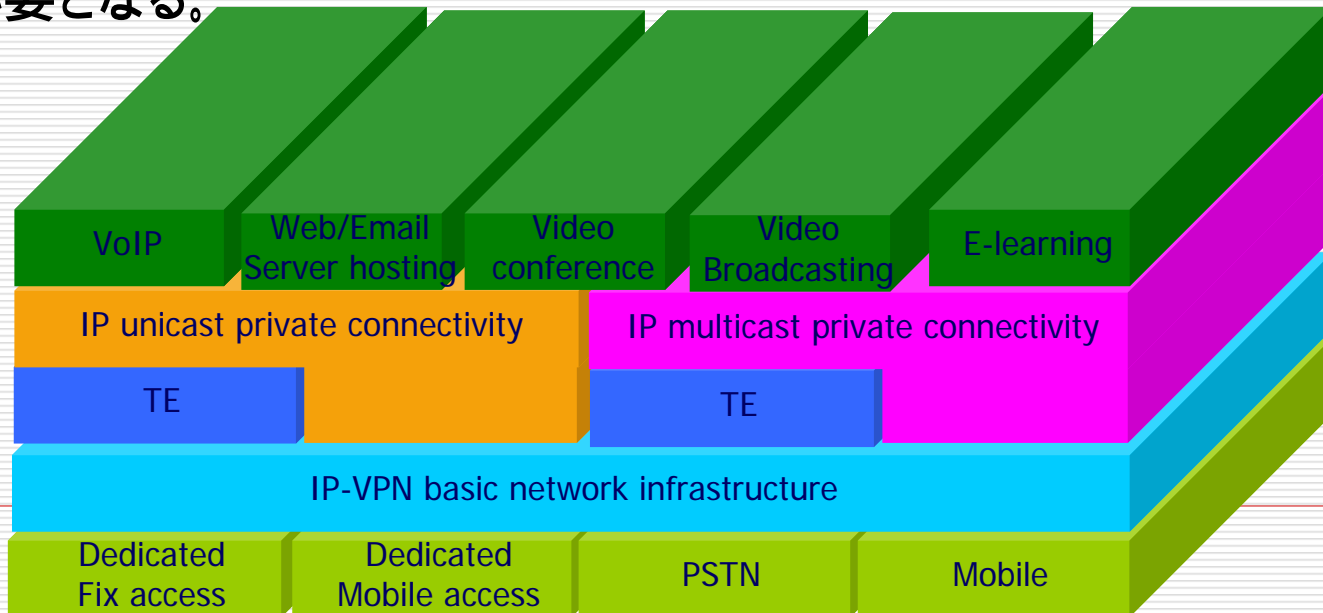 要となる。
VoIP
Web/Email
Server hosting
Video
conference
Video
Broadcasting
E-learning
IP unicast private connectivity
IP multicast private connectivity
TE
TE
IP-VPN basic network infrastructure
Dedicated
Fix access
Dedicated
Mobile access
PSTN
Mobile